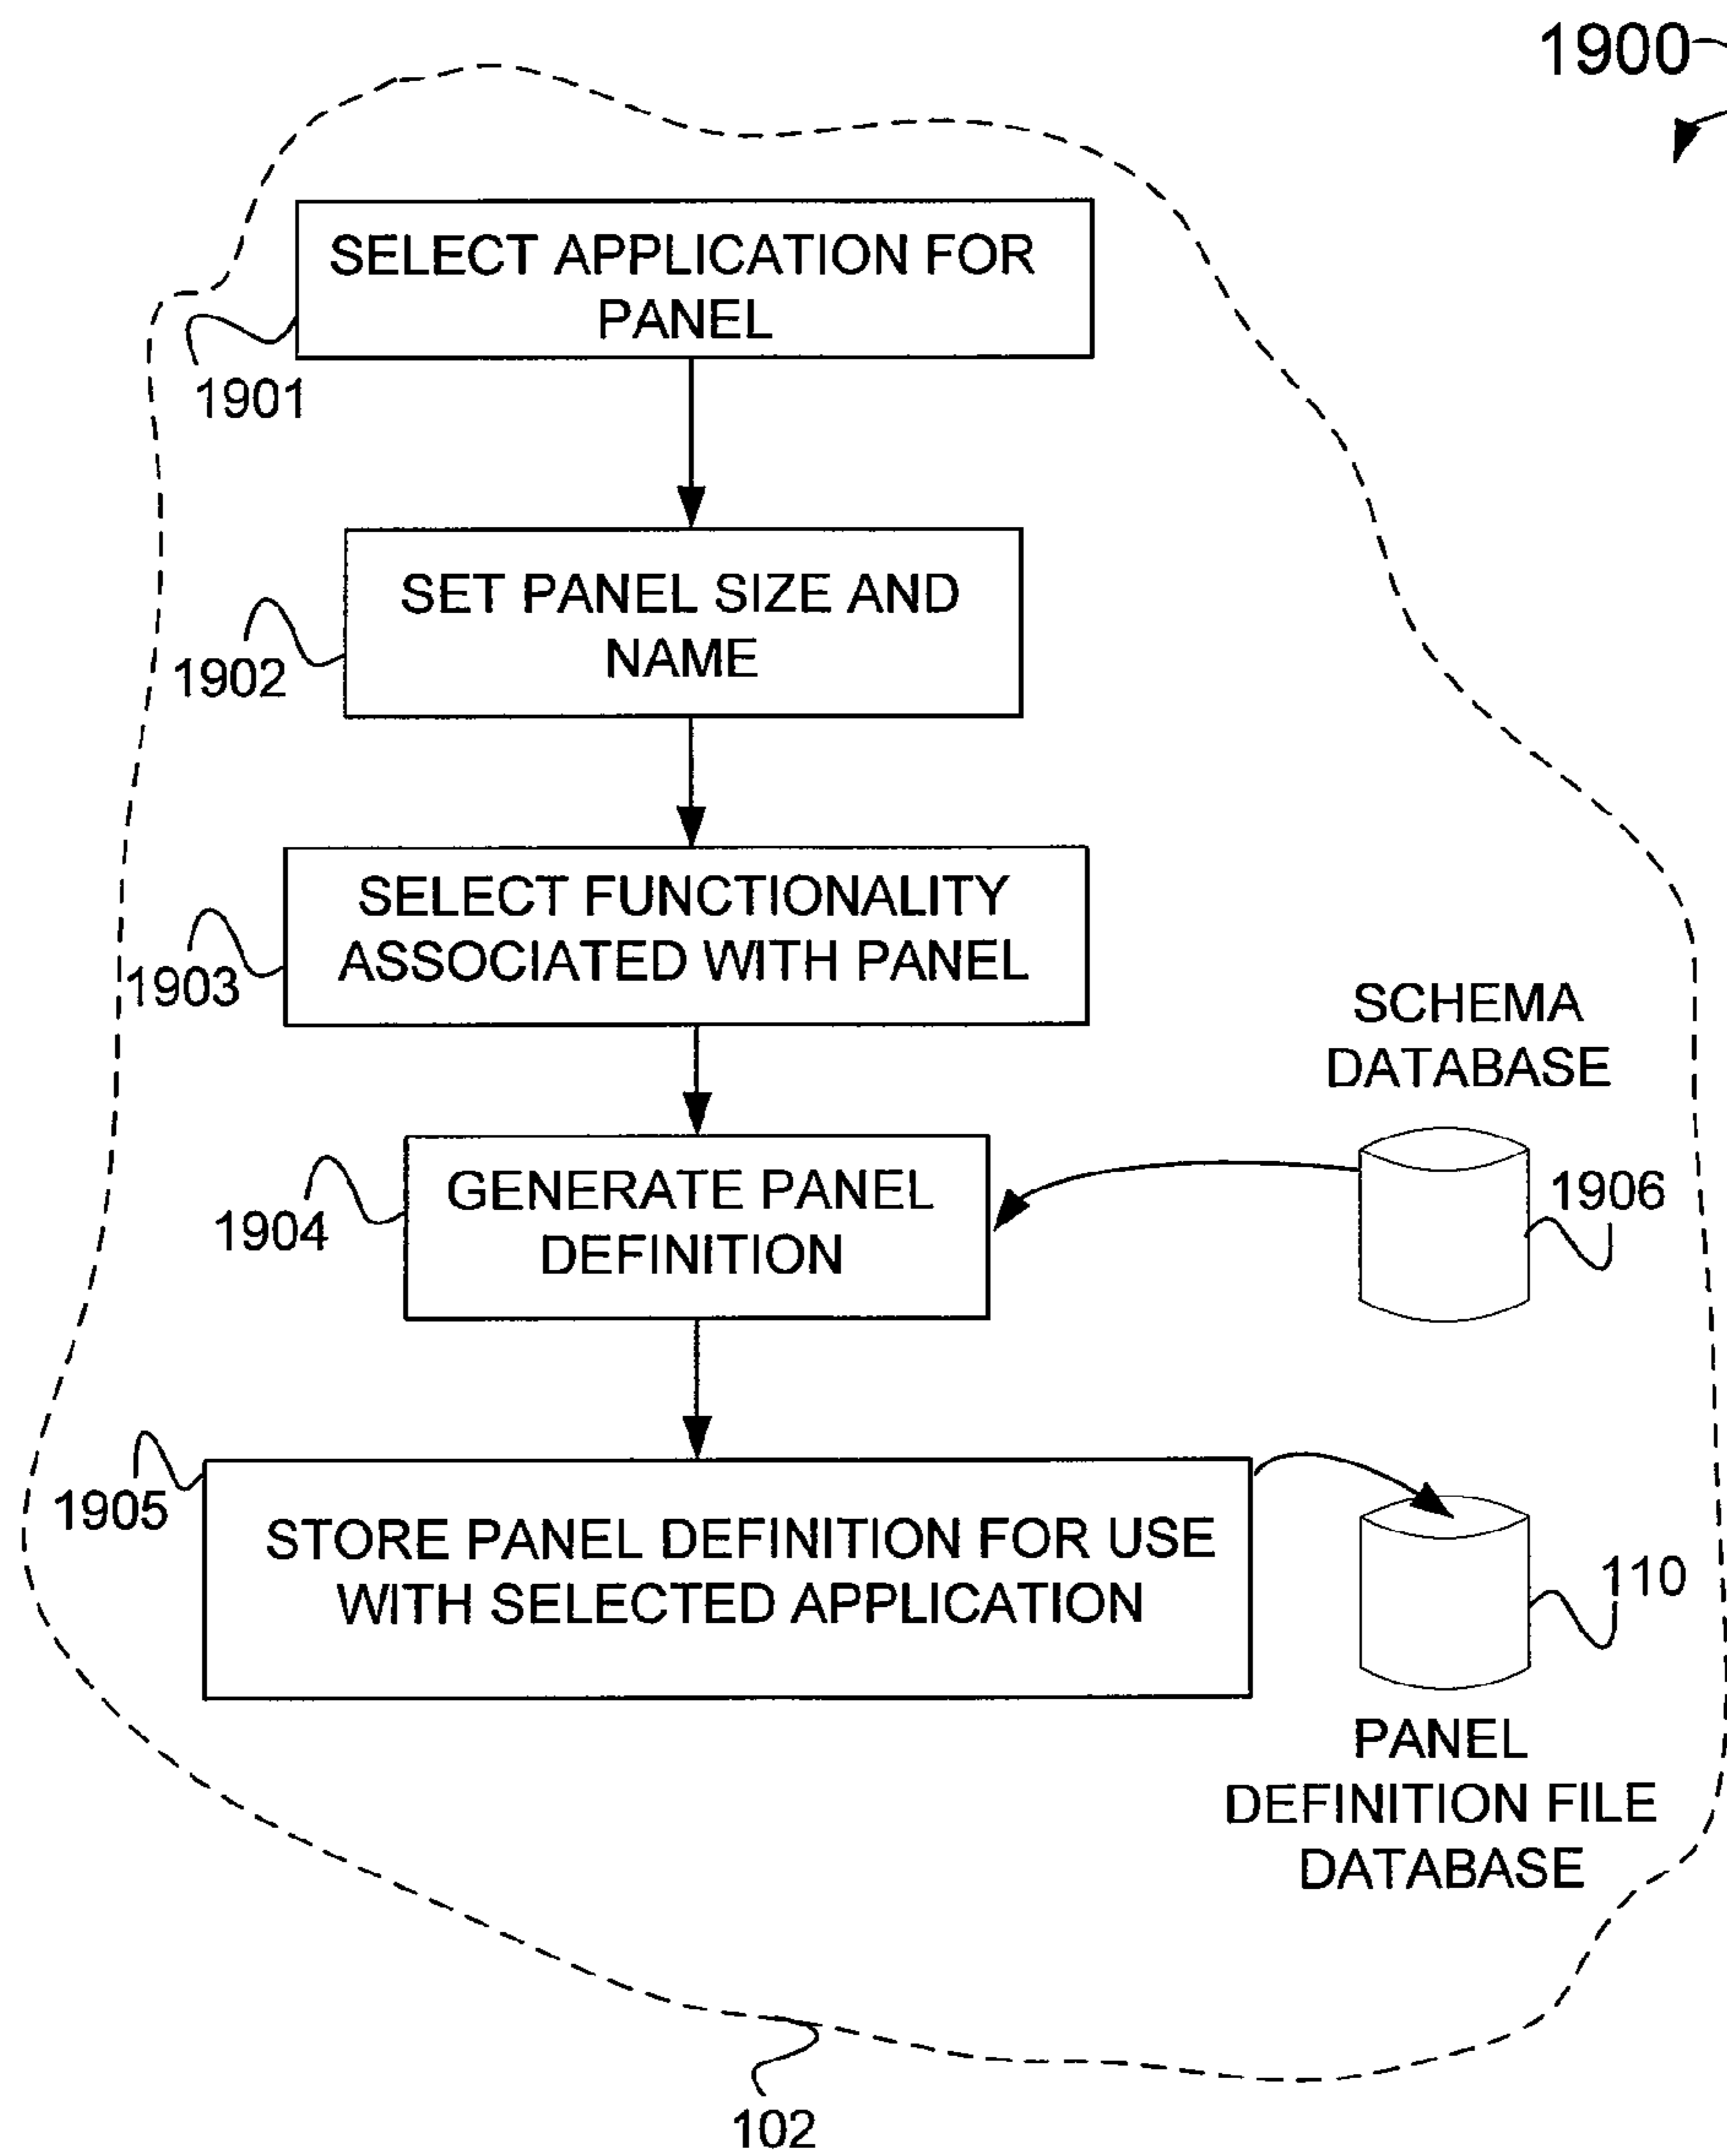 1900
SELECT APPLICATION FOR
PANEL
1901
SET PANEL SIZE AND
NAME
1902
SELECT FUNCTIONALITY
ASSOCIATED WITH PANEL
1903
SCHEMA
DATABASE
GENERATE PANEL
DEFINITION
1904
1906
STORE PANEL DEFINITION FOR USE
WITH SELECTED APPLICATION
1905
110
PANEL
DEFINITION FILE
DATABASE
102